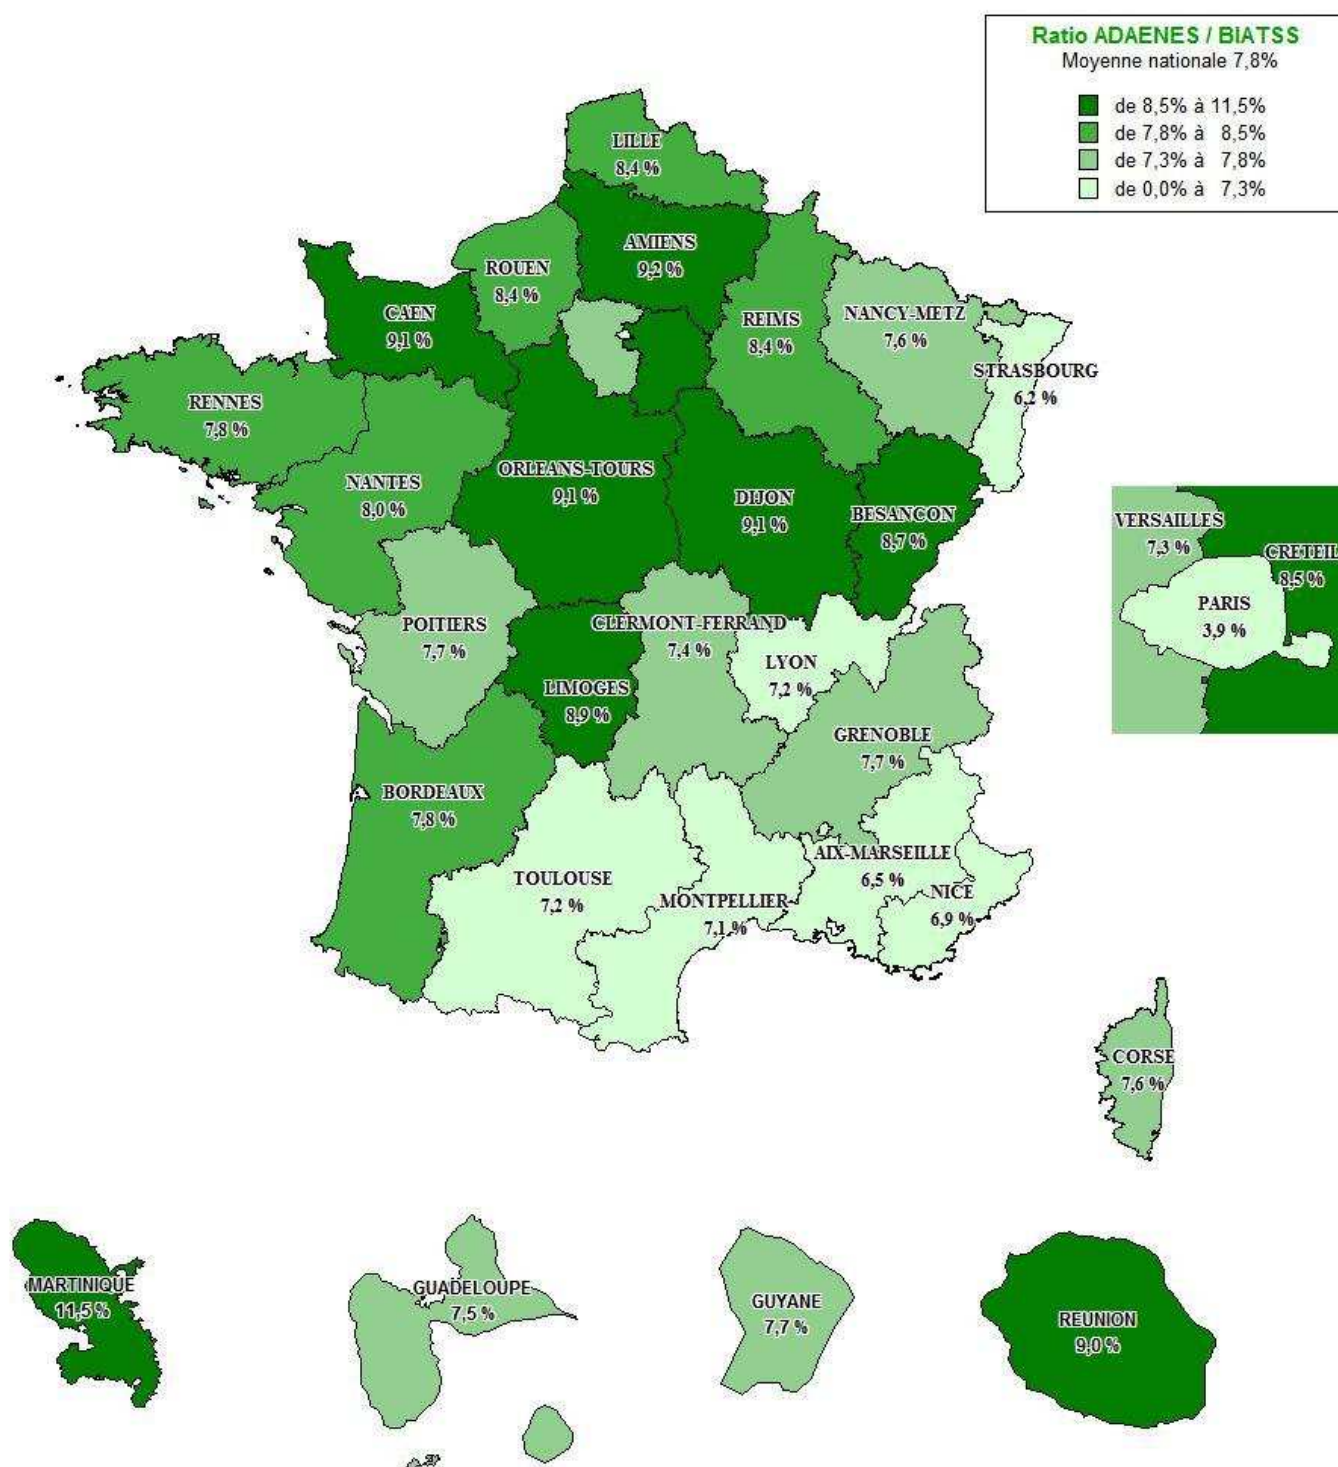 Ratio ADAENES / BIATSS
Moyenne nationale 7,8%
de 8,5% à 11,5%
de 7,8% à 8,5%
de 7,3% à 7,8%
de 0,0% à 7,3%
LILLE
8,4 %
AMIENS
9,2 %
ROUEN
8,4 %
CAEN
9,1 %
REIMS
8,4 %
NANCY-METZ
7,6 %
STRASBOURG
6,2 %
RENNES
7,8 %
NANTES
8,0 %
ORLEANS-TOURS
9,1 %
DIJON
9,1 %
BESANCON
8,7 %
VERSAILLES
7,3 %
CRETEIL
8,5 %
PARIS
3,9 %
POITIERS
7,7 %
CLERMONT-FERRAND
7,4 %
LYON
7,2 %
LIMOGES
8,9 %
GRENOBLE
7,7 %
BORDEAUX
7,8 %
AIX-MARSEILLE
6,5 %
TOULOUSE
7,2 %
MONTPELLIER
7,1 %
NICE
6,9 %
CORSE
7,6 %
MARTINIQUE
11,5 %
GUADELOUPE
7,5 %
GUYANE
7,7 %
REUNION
9,0 %